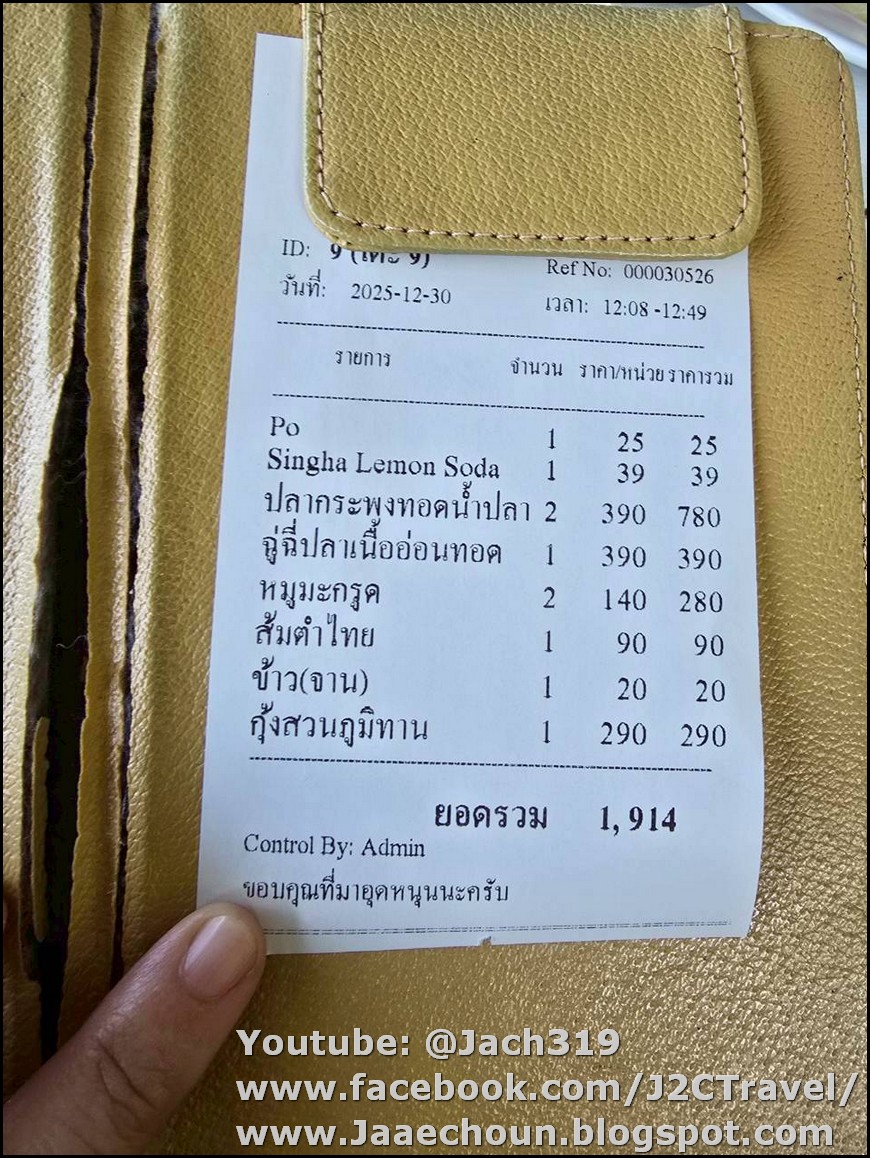 ID: 9 (โต๊ะ 9) Ref No: 000030526
วันที่: 2025-12-30 เวลา: 12:08 -12:49
รายการ จำนวน ราคา/หน่วย ราคารวม
Po 1 25 25
Singha Lemon Soda 1 39 39
ปลากระพงทอดน้ำปลา 2 390 780
ฉู่ฉี่ปลาเนื้ออ่อนทอด 1 390 390
หมูมะกรูด 2 140 280
ส้มตำไทย 1 90 90
ข้าว(จาน) 1 20 20
กุ้งสวนภูมิทาน 1 290 290
ยอดรวม 1,914
Control By: Admin
ขอบคุณที่มาอุดหนุนนะครับ
Youtube: @Jach319
www.facebook.com/J2CTravel/
www.Jaaechoun.blogspot.com